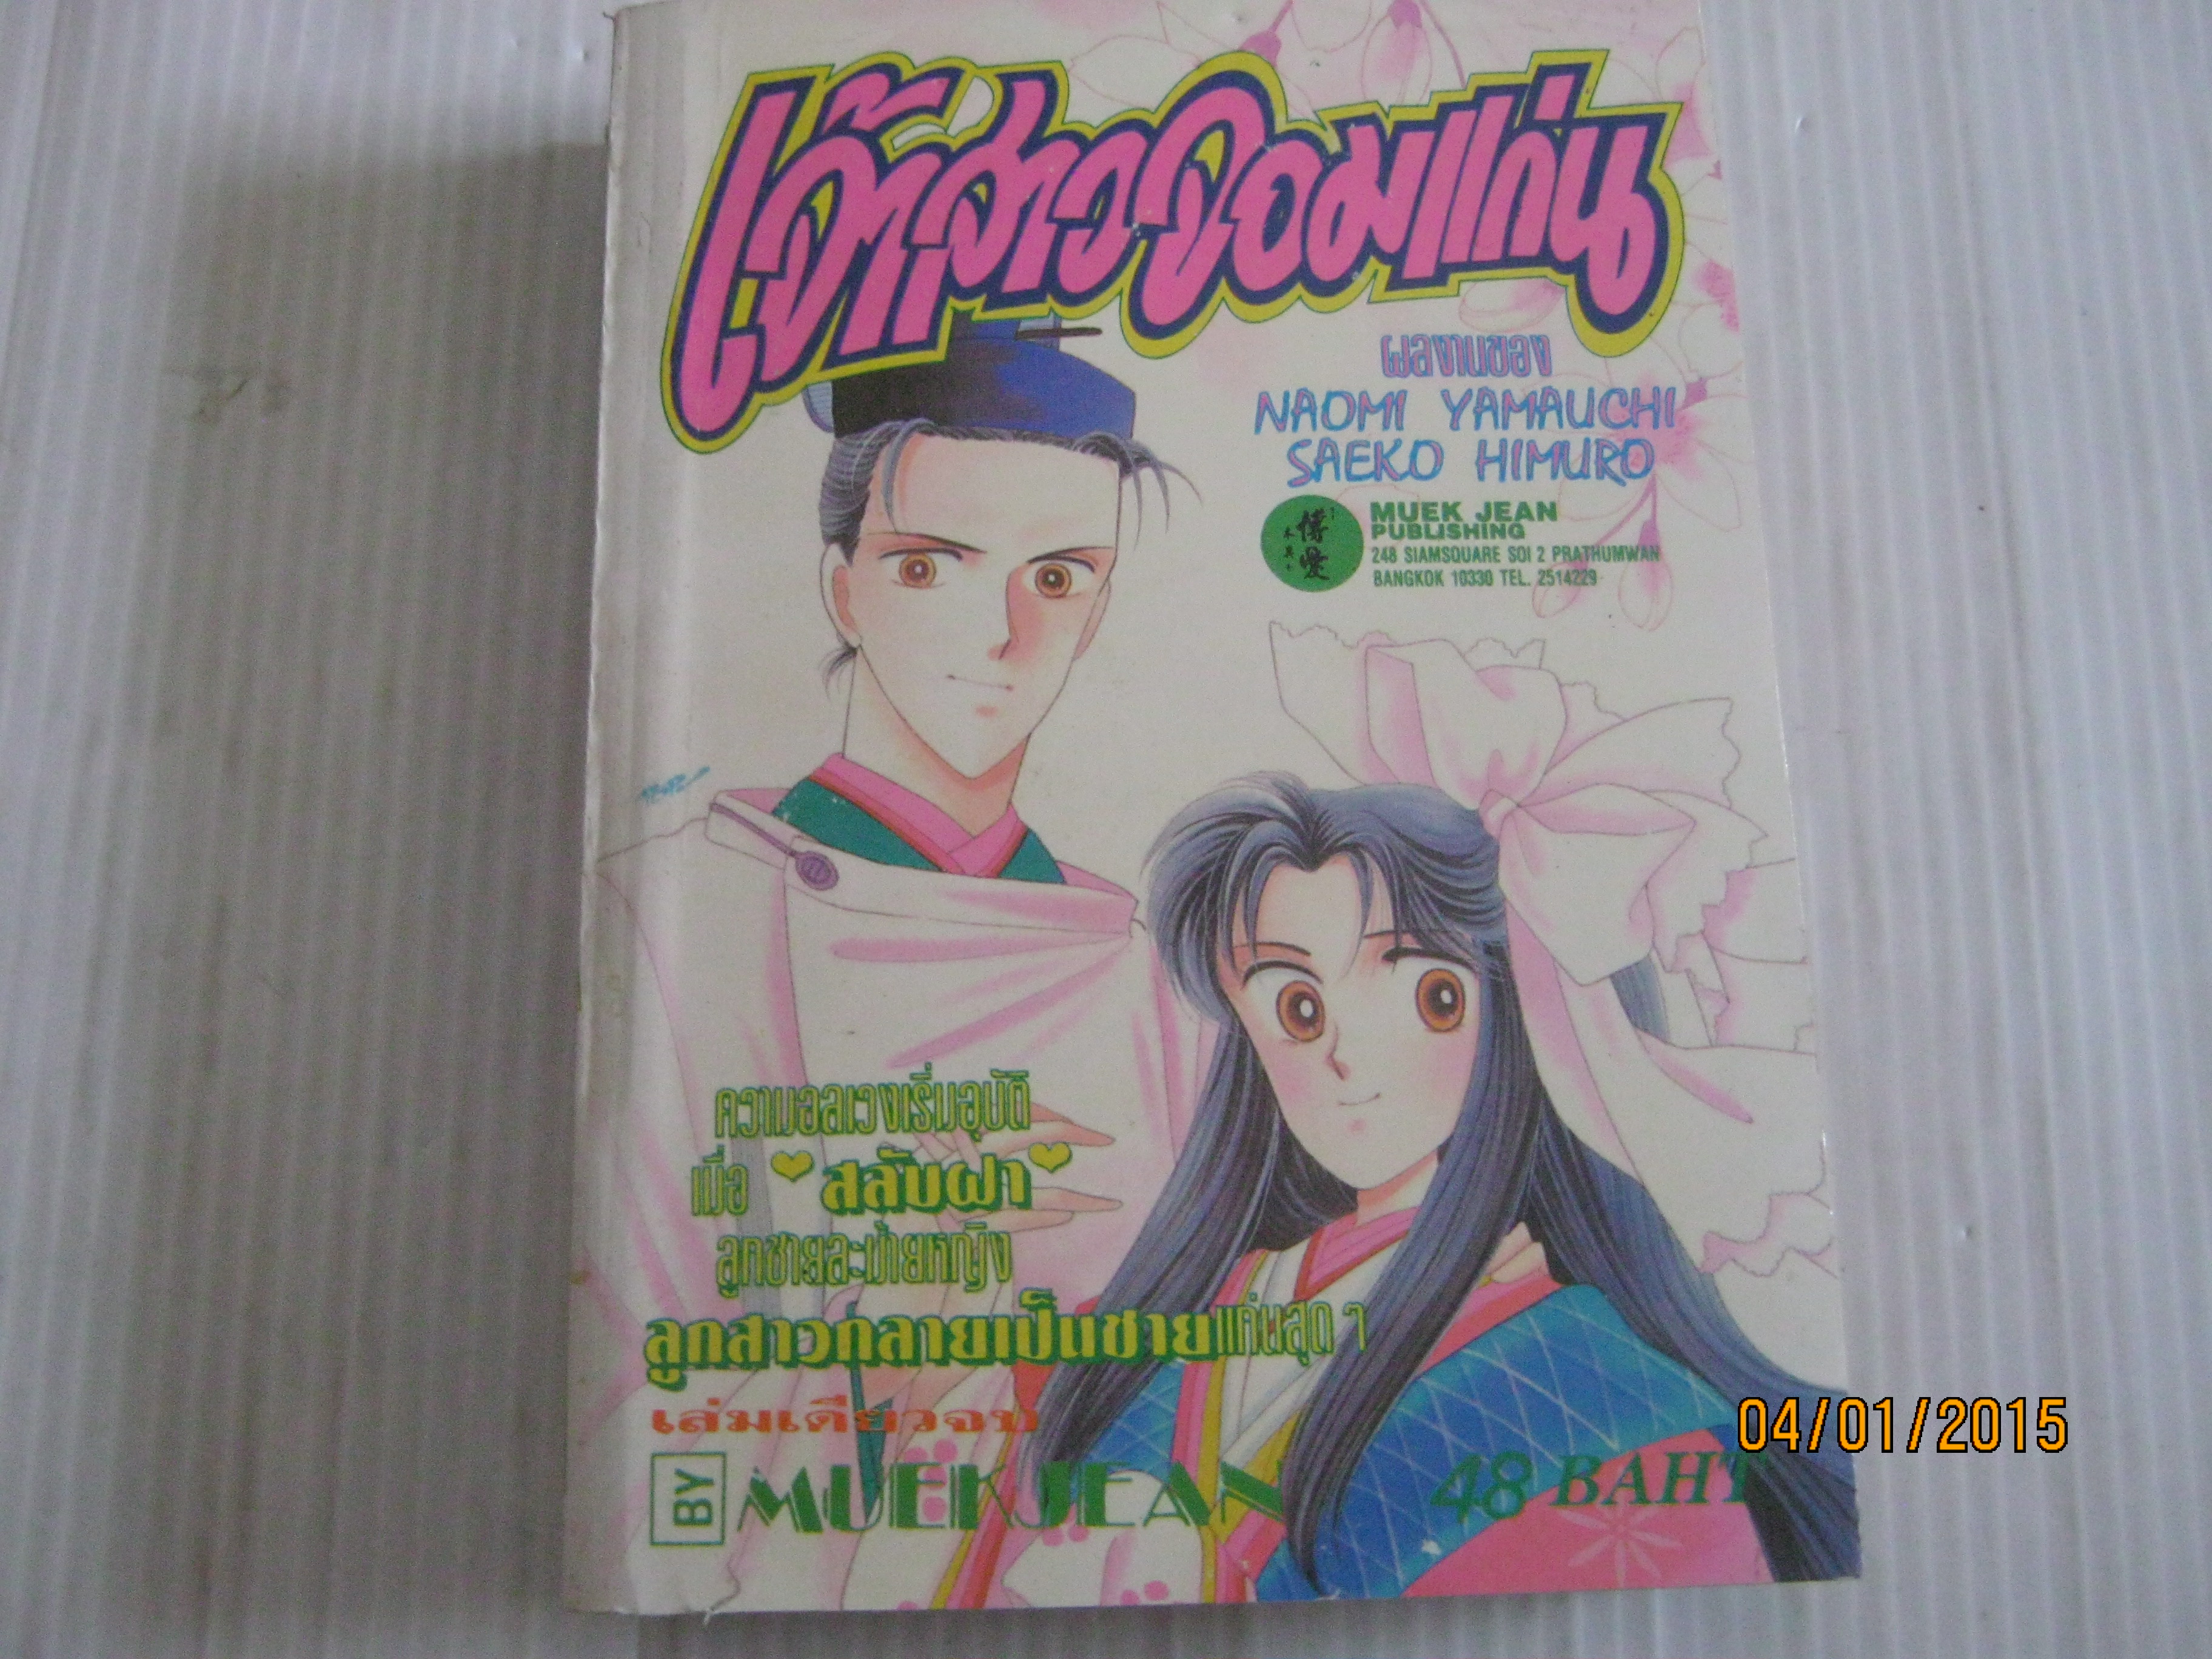 เจ้าสาวจอมแก่น
ผลงานของ
NAOMI YAMAUCHI
SAEKO HIMURO
博愛
MUEK JEAN
PUBLISHING
248 SIAMSQUARE SOI 2 PRATHUMWAN
BANGKOK 10330 TEL. 2514229
ความอลเวงเริ่มอุบัติ
เมื่อ สลับฝา
ลูกชายละม้ายหญิง
ลูกสาวกลายเป็นชายแก่นสุด ๆ
เล่มเดียวจบ
BY MUEKJEAN
48 BAHT
04/01/2015